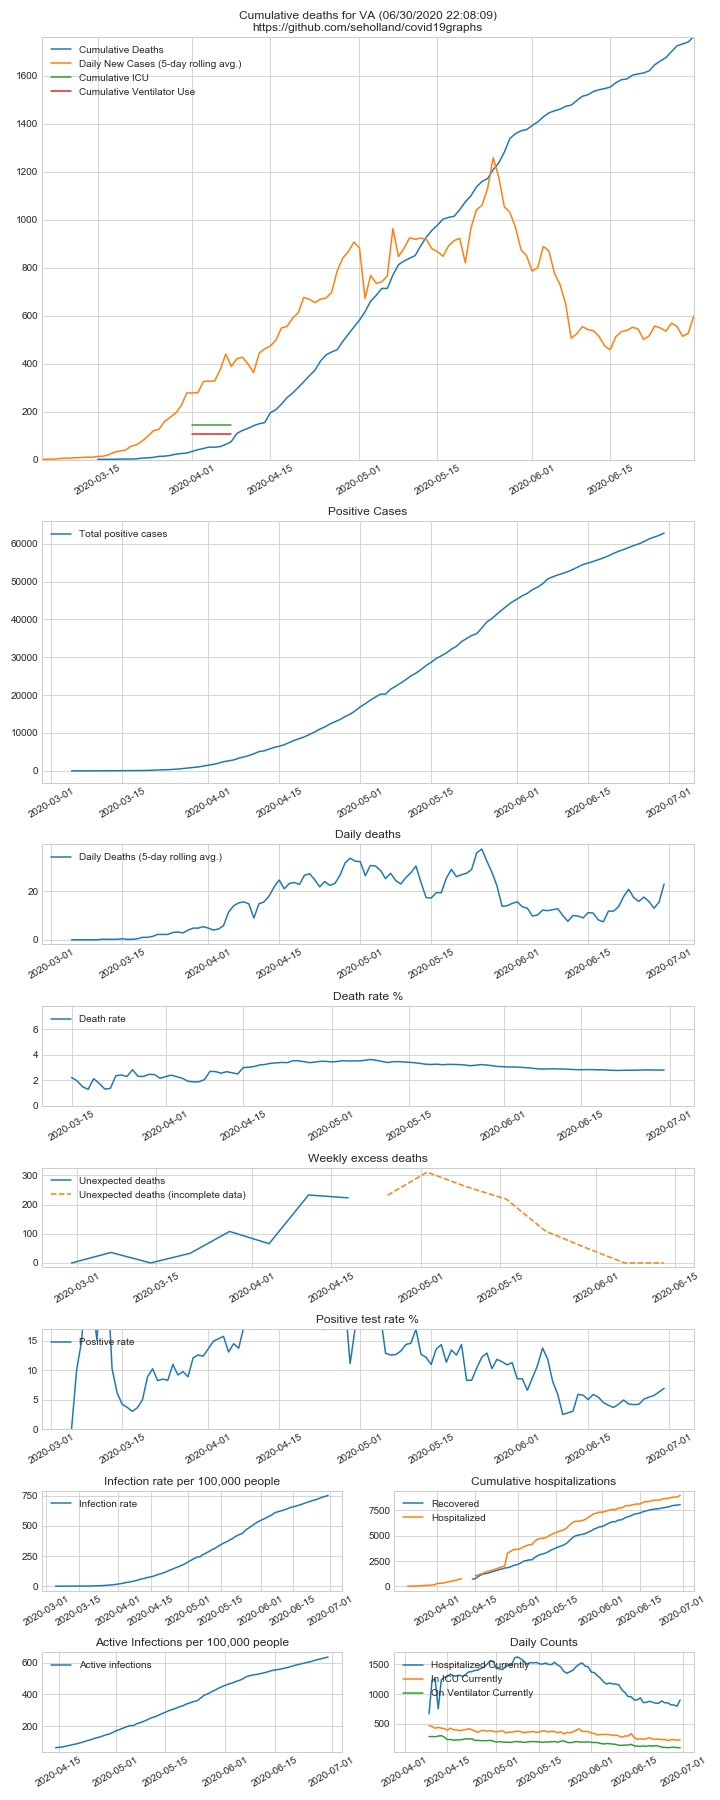 Cumulative deaths for VA (06/30/2020 22:08:09)
https://github.com/seholland/covid19graphs
Cumulative Deaths
Daily New Cases (5-day rolling avg.)
Cumulative ICU
Cumulative Ventilator Use
1600
1400
1200
1000
800
600
400
200
0
2020-03-15 2020-04-01 2020-04-15 2020-05-01 2020-05-15 2020-06-01 2020-06-15
Positive Cases
Total positive cases
60000
50000
40000
30000
20000
10000
0
2020-03-01 2020-03-15 2020-04-01 2020-04-15 2020-05-01 2020-05-15 2020-06-01 2020-06-15 2020-07-01
Daily deaths
Daily Deaths (5-day rolling avg.)
20
0
2020-03-01 2020-03-15 2020-04-01 2020-04-15 2020-05-01 2020-05-15 2020-06-01 2020-06-15 2020-07-01
Death rate %
Death rate
6
4
2
0
2020-03-15 2020-04-01 2020-04-15 2020-05-01 2020-05-15 2020-06-01 2020-06-15 2020-07-01
Weekly excess deaths
Unexpected deaths
Unexpected deaths (incomplete data)
300
200
100
0
2020-03-01 2020-03-15 2020-04-01 2020-04-15 2020-05-01 2020-05-15 2020-06-01 2020-06-15
Positive test rate %
Positive rate
15
10
5
0
2020-03-01 2020-03-15 2020-04-01 2020-04-15 2020-05-01 2020-05-15 2020-06-01 2020-06-15 2020-07-01
Infection rate per 100,000 people
Infection rate
750
500
250
0
2020-03-01 2020-03-15 2020-04-01 2020-04-15 2020-05-01 2020-05-15 2020-06-01 2020-06-15 2020-07-01
Cumulative hospitalizations
Recovered
Hospitalized
7500
5000
2500
0
2020-04-01 2020-04-15 2020-05-01 2020-05-15 2020-06-01 2020-06-15 2020-07-01
Active Infections per 100,000 people
Active infections
600
400
200
2020-04-15 2020-05-01 2020-05-15 2020-06-01 2020-06-15 2020-07-01
Daily Counts
Hospitalized Currently
In ICU Currently
On Ventilator Currently
1500
1000
500
2020-04-01 2020-04-15 2020-05-01 2020-05-15 2020-06-01 2020-06-15 2020-07-01